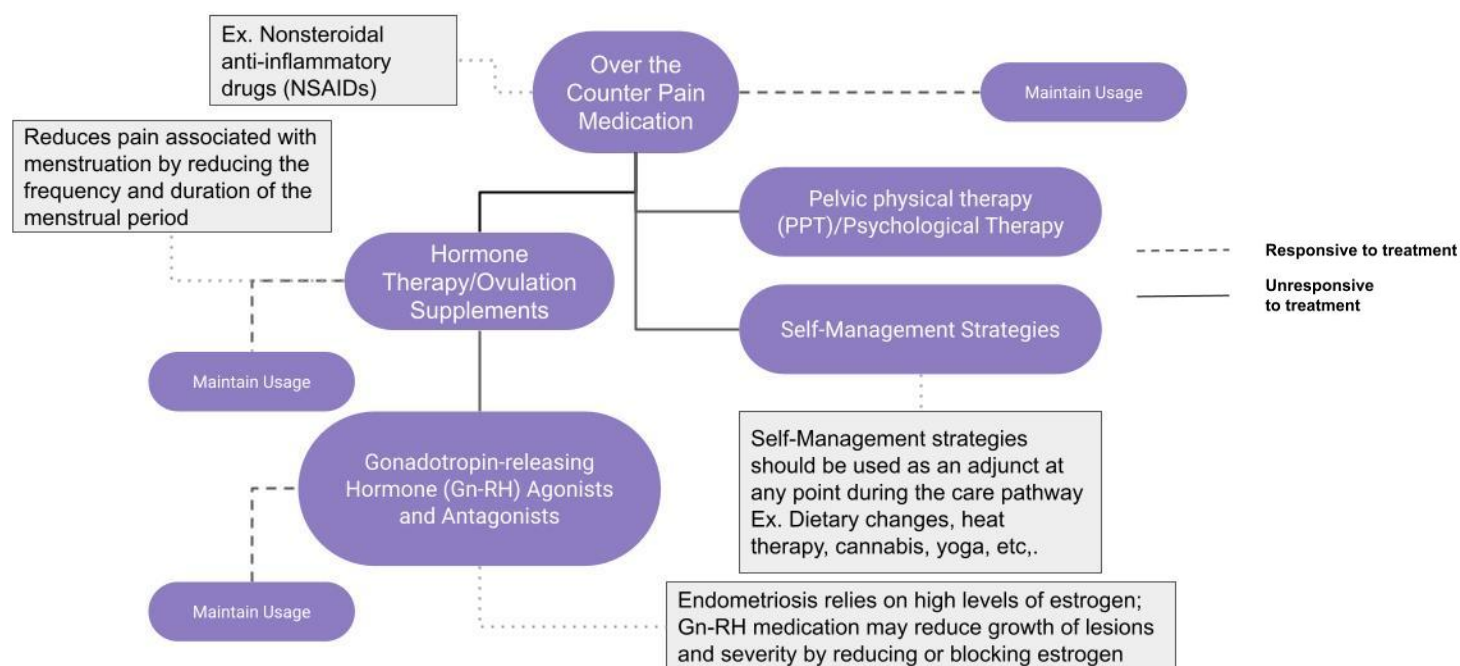 Ex. Nonsteroidal
anti-inflammatory
drugs (NSAIDs)
Over the
Counter Pain
Medication
Maintain Usage
Reduces pain associated with
menstruation by reducing the
frequency and duration of the
menstrual period
Pelvic physical therapy
(PPT)/Psychological Therapy
Hormone
Therapy/Ovulation
Supplements
Responsive to treatment
Unresponsive
to treatment
Self-Management Strategies
Maintain Usage
Gonadotropin-releasing
Hormone (Gn-RH) Agonists
and Antagonists
Self-Management strategies
should be used as an adjunct at
any point during the care pathway
Ex. Dietary changes, heat
therapy, cannabis, yoga, etc,.
Maintain Usage
Endometriosis relies on high levels of estrogen;
Gn-RH medication may reduce growth of lesions
and severity by reducing or blocking estrogen